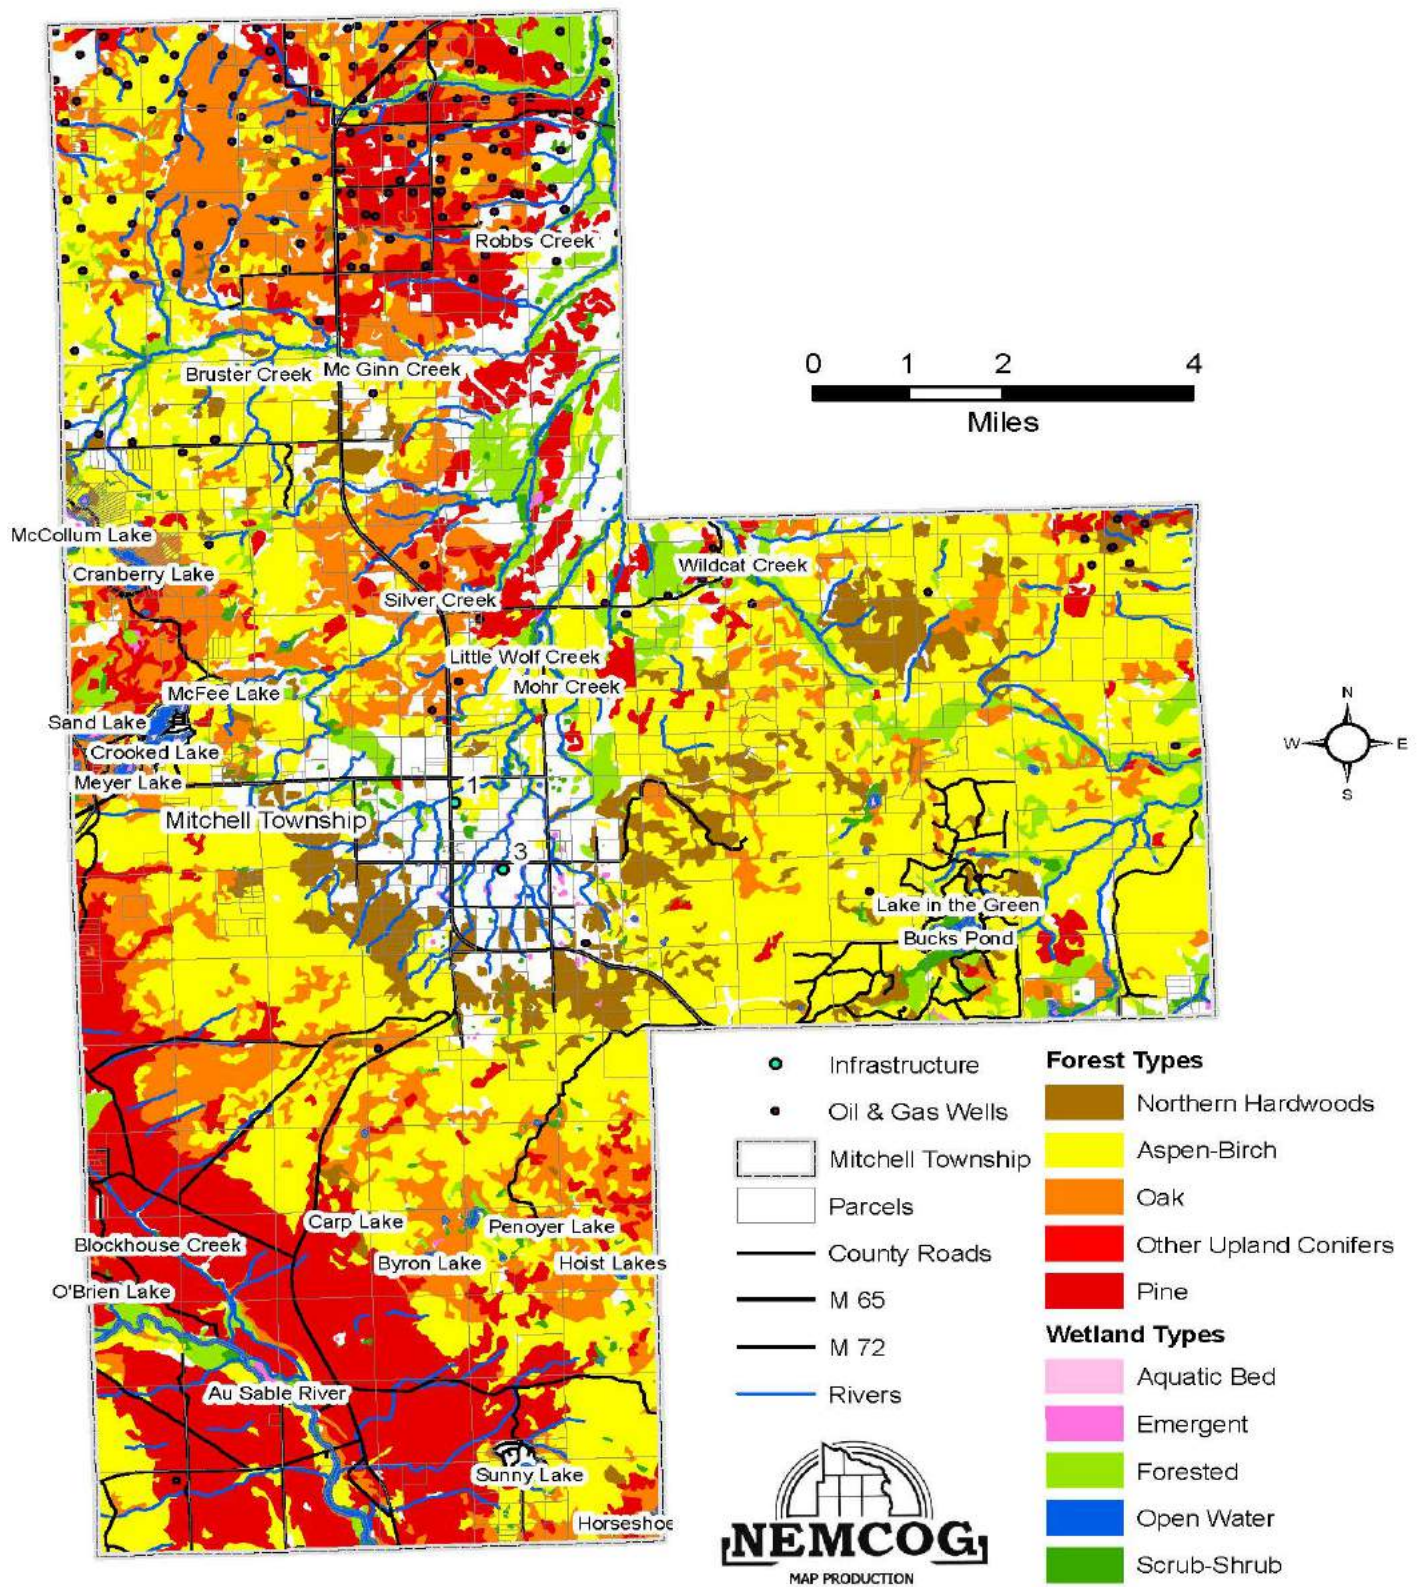 Robbs Creek
Bruster Creek
Mc Ginn Creek
0 1 2 4
Miles
McCollum Lake
Cranberry Lake
Wildcat Creek
Silver Creek
Little Wolf Creek
McFee Lake
Mohr Creek
Sand Lake
Crooked Lake
Meyer Lake
1
Mitchell Township
3
N
W E
S
Lake in the Green
Bucks Pond
Carp Lake
Penoyer Lake
Blockhouse Creek
Byron Lake
Hoist Lakes
O'Brien Lake
Au Sable River
Sunny Lake
Horseshoe
Infrastructure
Oil & Gas Wells
Mitchell Township
Parcels
County Roads
M 65
M 72
Rivers
Forest Types
Northern Hardwoods
Aspen-Birch
Oak
Other Upland Conifers
Pine
Wetland Types
Aquatic Bed
Emergent
Forested
Open Water
Scrub-Shrub
NEMCOG
MAP PRODUCTION